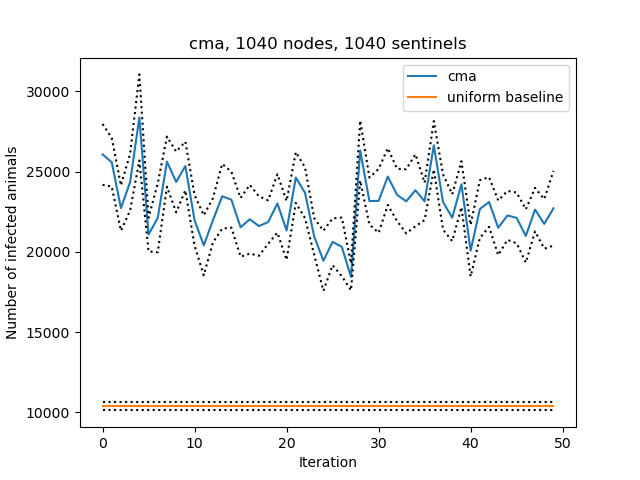 cma, 1040 nodes, 1040 sentinels
cma
uniform baseline
Number of infected animals
30000
25000
20000
15000
10000
0 10 20 30 40 50
Iteration